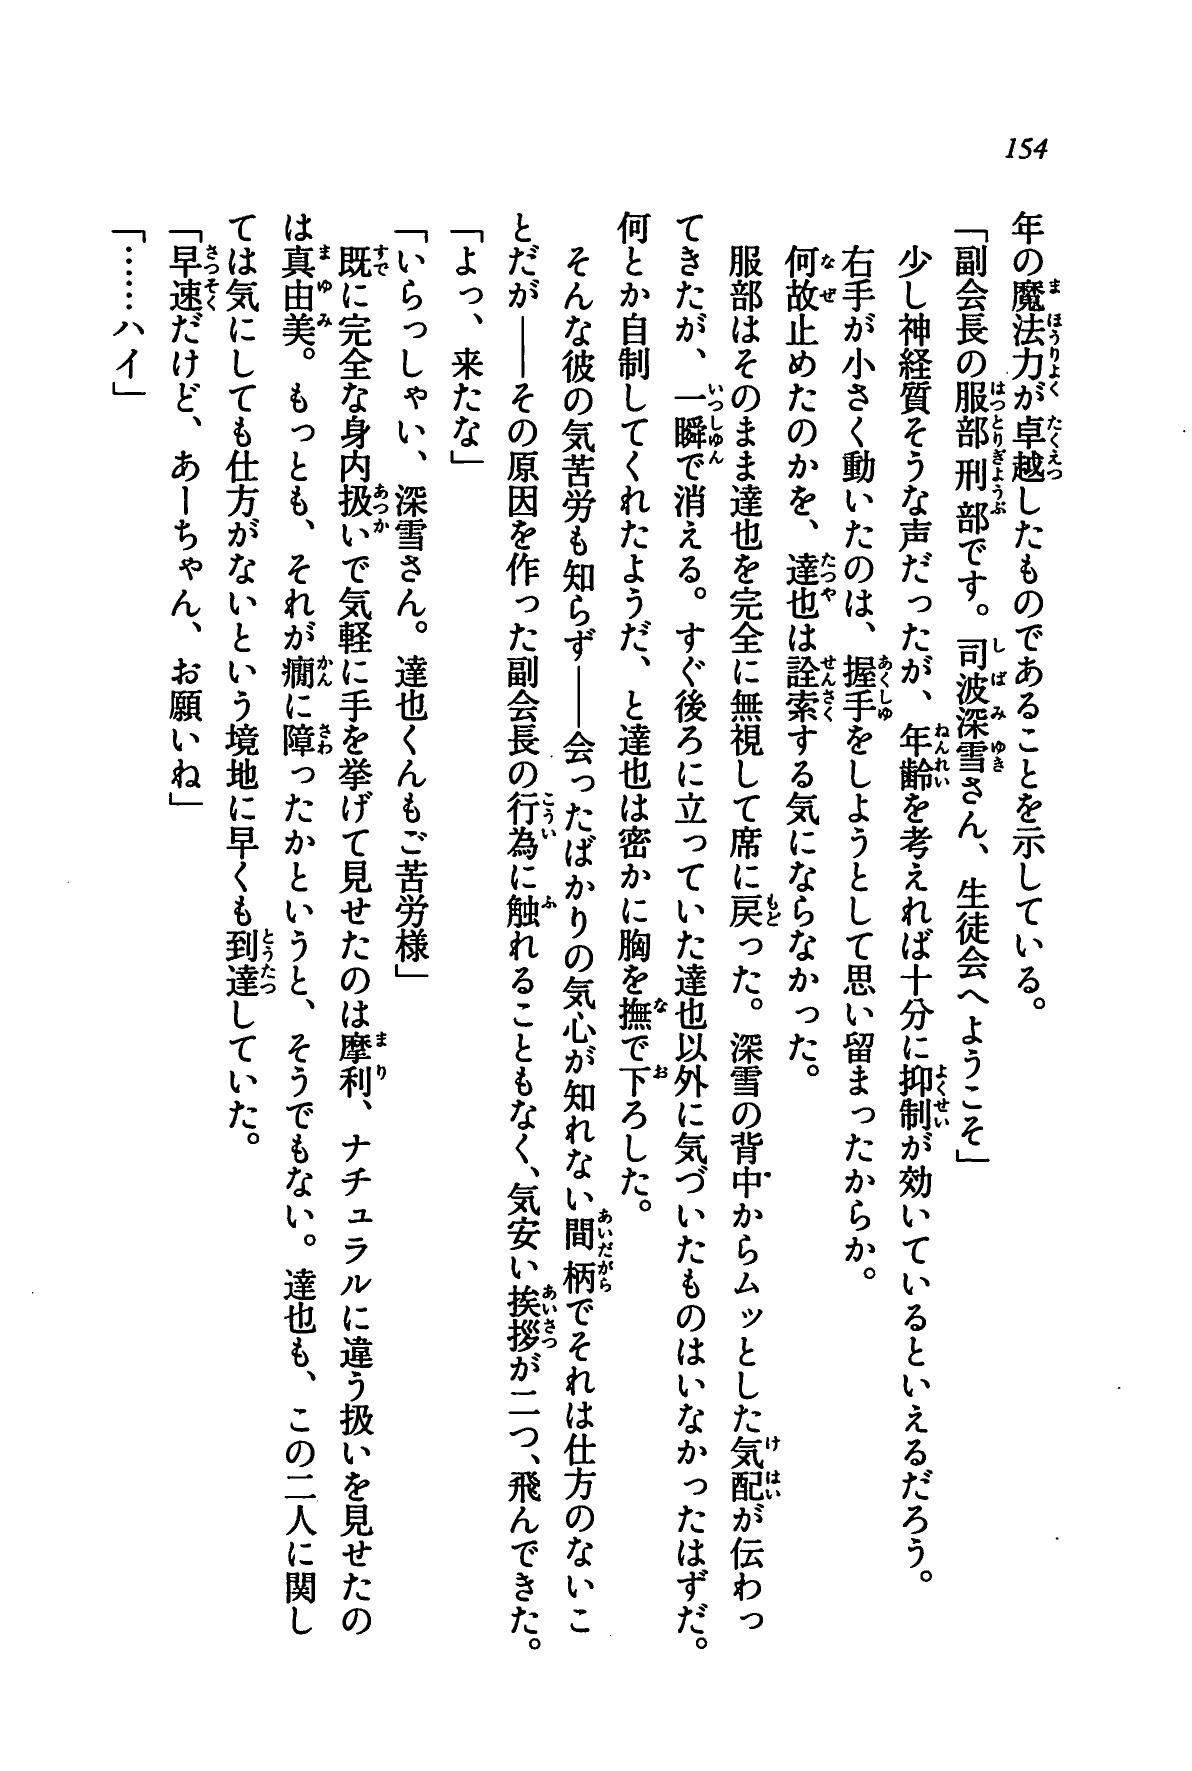 154
年の魔法力が卓越したものであることを示している。
「副会長の服部刑部です。司波深雪さん、生徒会へようこそ」
少し神経質そうな声だったが、年齢を考えれば十分に抑制が効いているといえるだろう。
右手が小さく動いたのは、握手をしようとして思い留まったからか。
何故止めたのかを、達也は詮索する気にならなかった。
服部はそのまま達也を完全に無視して席に戻った。深雪の背中からムッとした気配が伝わっ
てきたが、一瞬で消える。すぐ後ろに立っていた達也以外に気づいたものはいなかったはずだ。
何とか自制してくれたようだ、と達也は密かに胸を撫で下ろした。
そんな彼の気苦労も知らず――会ったばかりの気心が知れない間柄でそれは仕方のないこ
とだが――その原因を作った副会長の行為に触れることもなく、気安い挨拶が二つ、飛んできた。
「よっ、来たな」
「いらっしゃい、深雪さん。達也くんもご苦労様」
既に完全な身内扱いで気軽に手を挙げて見せたのは摩利、ナチュラルに違う扱いを見せたの
は真由美。もっとも、それが癇に障ったかというと、そうでもない。達也も、この二人に関し
ては気にしても仕方がないという境地に早くも到達していた。
「早速だけど、あーちゃん、お願いね」
「……ハイ」